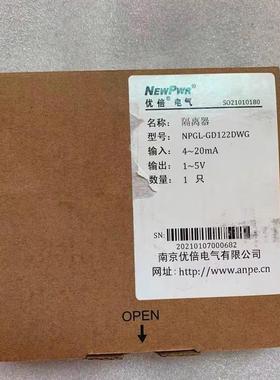 NEWPWR®
优倍®电气
SO21010180
名称: 隔离器
型号: NPGL-GD122DWG
输入: 4~20mA
输出: 1~5V
数量: 1 只
SN:
20210107000682
南京优倍电气有限公司
网址:http://www.anpe.cn
OPEN